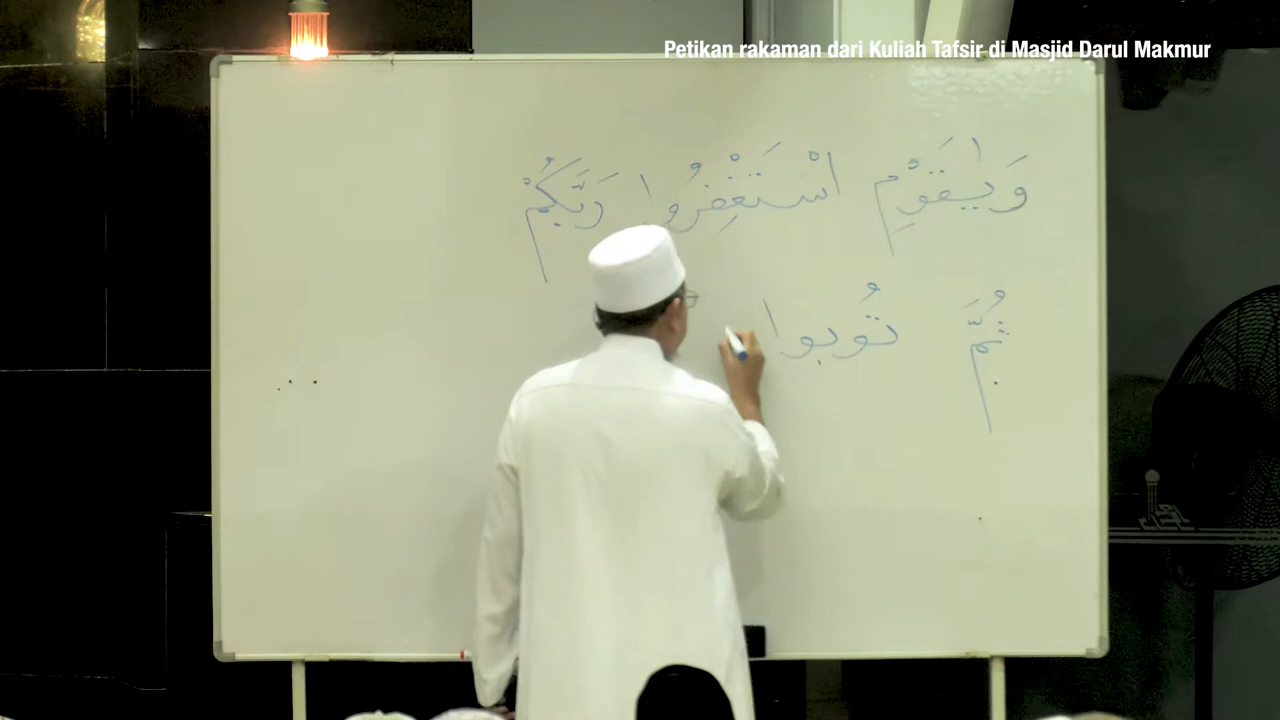 Petikan rakaman dari Kuliah Tafsir di Masjid Darul Makmur
وَيَٰقَوْمِ اسْتَغْفِرُوا رَبَّكُمْ
ثُمَّ تُوبُوا